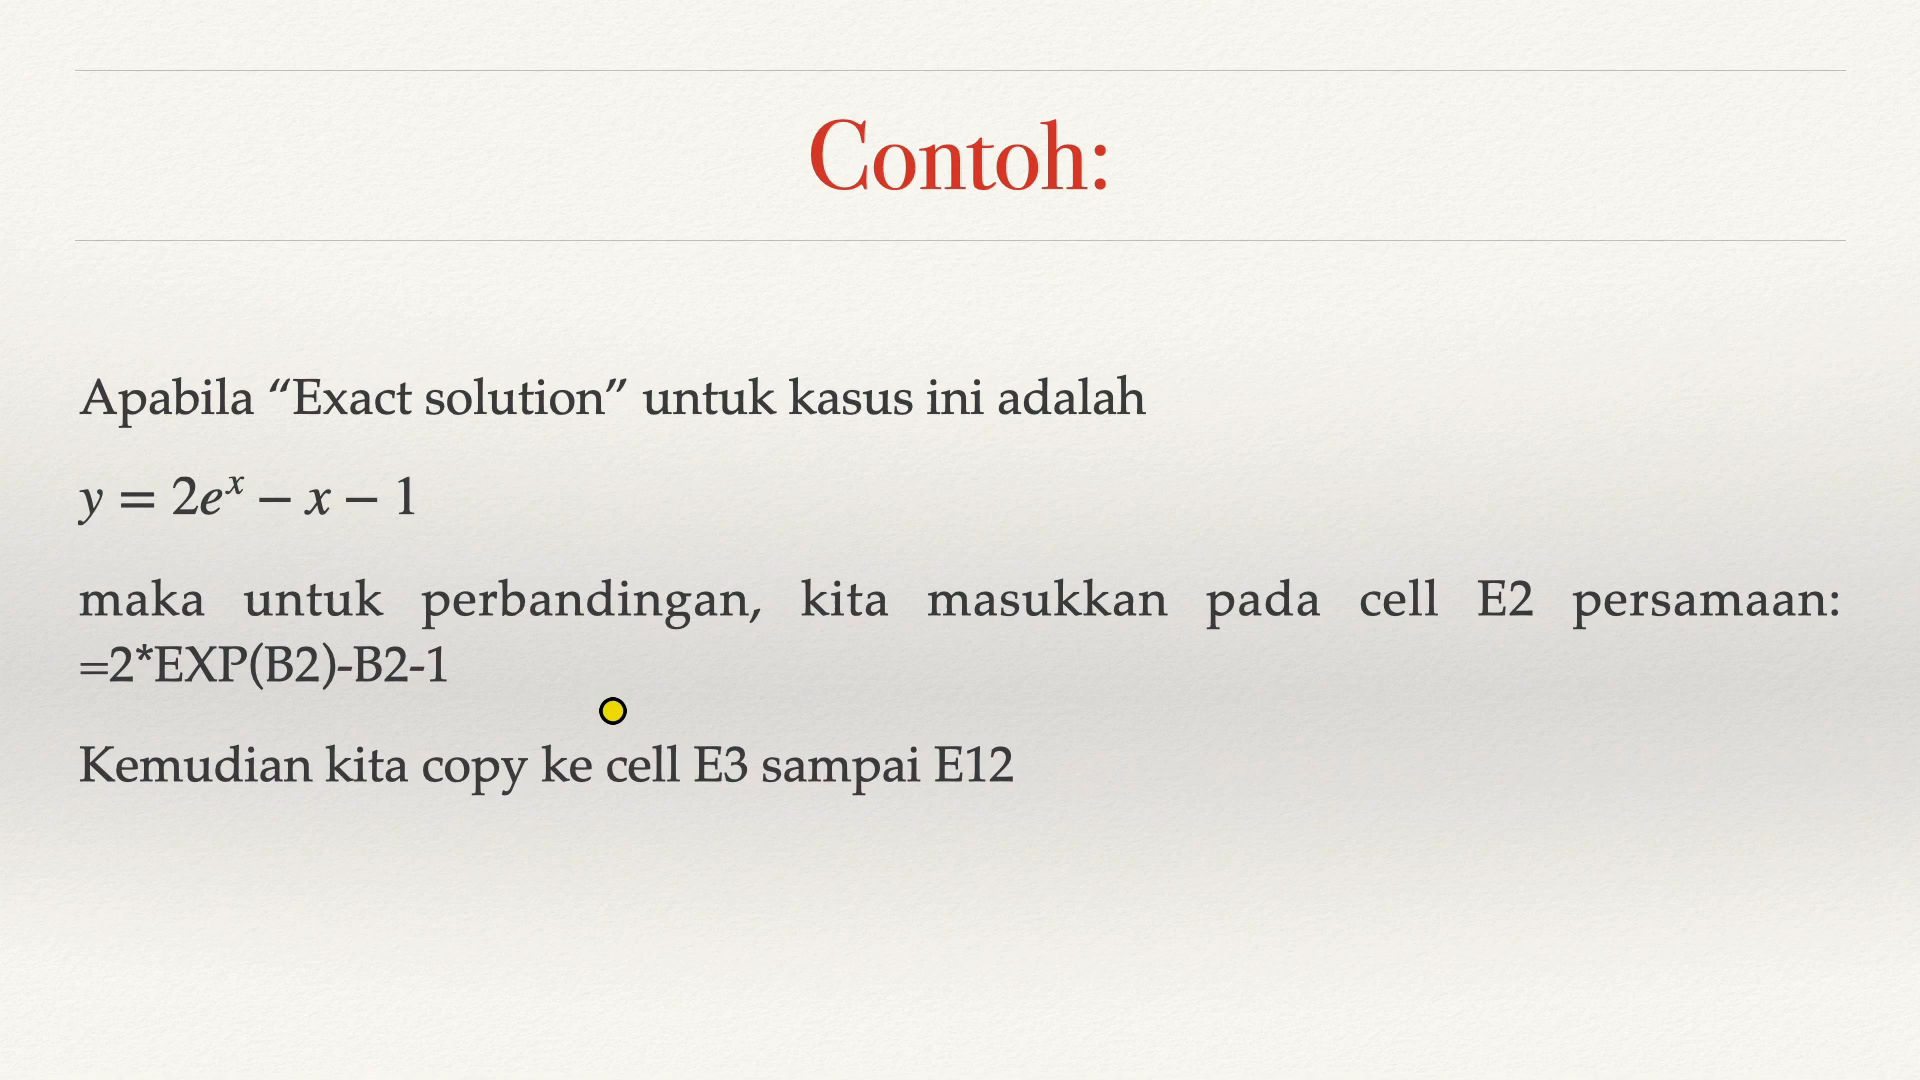 Contoh:
Apabila “Exact solution” untuk kasus ini adalah
y = 2eˣ − x − 1
maka untuk perbandingan, kita masukkan pada cell E2 persamaan:
=2*EXP(B2)-B2-1
Kemudian kita copy ke cell E3 sampai E12